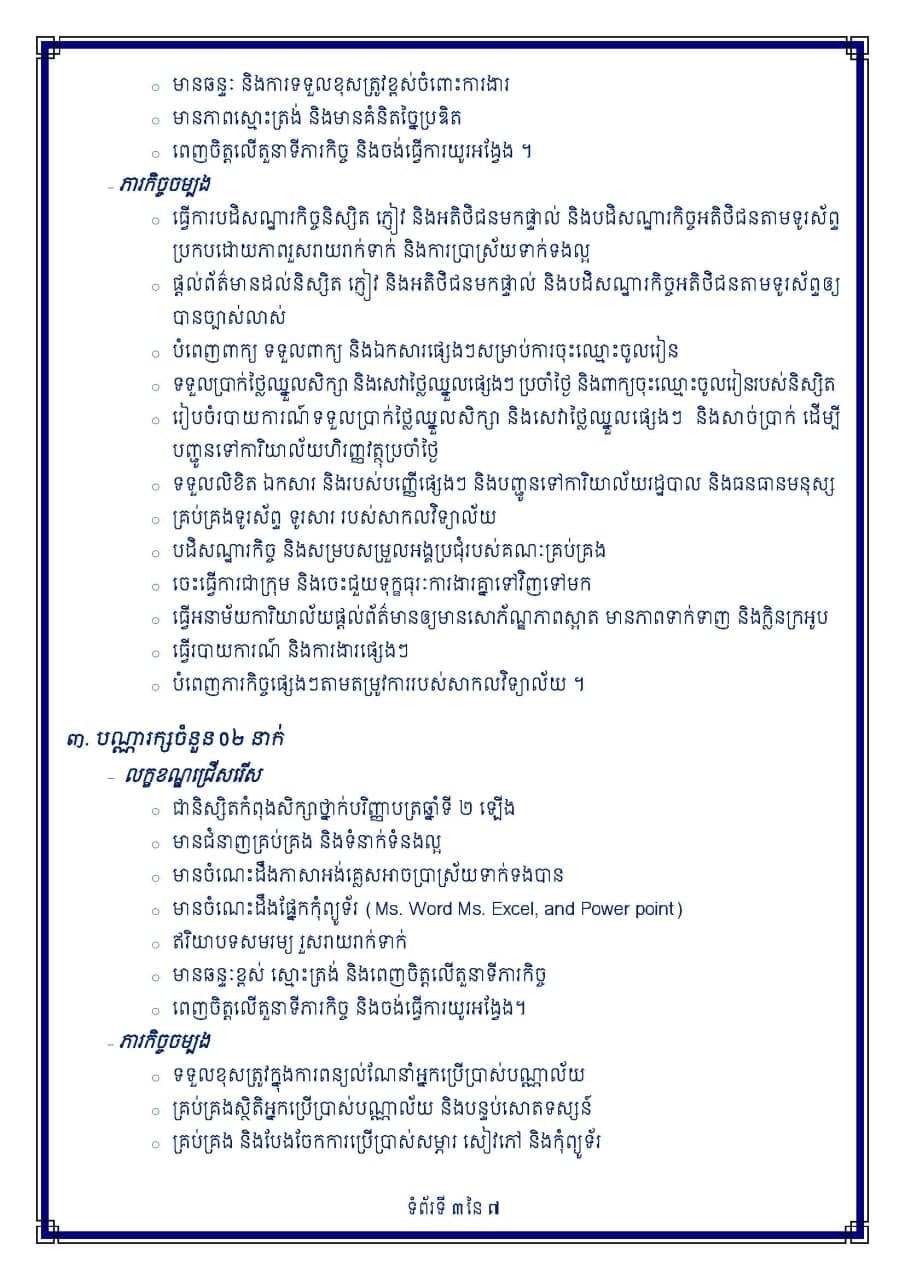 ○ មានឆន្ទៈ និងការទទួលខុសត្រូវខ្ពស់ចំពោះការងារ
○ មានភាពស្មោះត្រង់ និងមានគំនិតច្នៃប្រឌិត
○ ពេញចិត្តលើតួនាទីភារកិច្ច និងចង់ធ្វើការយូរអង្វែង ។
- ភារកិច្ចចម្បង
○ ធ្វើការបដិសណ្ឋារកិច្ចនិស្សិត ភ្ញៀវ និងអតិថិជនមកផ្ទាល់ និងបដិសណ្ឋារកិច្ចអតិថិជនតាមទូរស័ព្ទ
ប្រកបដោយភាពរួសរាយរាក់ទាក់ និងការប្រាស្រ័យទាក់ទងល្អ
○ ផ្តល់ព័ត៌មានដល់និស្សិត ភ្ញៀវ និងអតិថិជនមកផ្ទាល់ និងបដិសណ្ឋារកិច្ចអតិថិជនតាមទូរស័ព្ទឲ្យ
បានច្បាស់លាស់
○ បំពេញពាក្យ ទទួលពាក្យ និងឯកសារផ្សេងៗសម្រាប់ការចុះឈ្មោះចូលរៀន
○ ទទួលប្រាក់ថ្លៃឈ្នួលសិក្សា និងសេវាថ្លៃឈ្នួលផ្សេងៗ ប្រចាំថ្ងៃ និងពាក្យចុះឈ្មោះចូលរៀនរបស់និស្សិត
○ រៀបចំរបាយការណ៍ទទួលប្រាក់ថ្លៃឈ្នួលសិក្សា និងសេវាថ្លៃឈ្នួលផ្សេងៗ និងសាច់ប្រាក់ ដើម្បី
បញ្ជូនទៅការិយាល័យហិរញ្ញវត្ថុប្រចាំថ្ងៃ
○ ទទួលលិខិត ឯកសារ និងរបស់បញ្ញើផ្សេងៗ និងបញ្ជូនទៅការិយាល័យរដ្ឋបាល និងធនធានមនុស្ស
○ គ្រប់គ្រងទូរស័ព្ទ ទូរសារ របស់សាកលវិទ្យាល័យ
○ បដិសណ្ឋារកិច្ច និងសម្របសម្រួលអង្គប្រជុំរបស់គណៈគ្រប់គ្រង
○ ចេះធ្វើការជាក្រុម និងចេះជួយទុក្ខធុរៈការងារគ្នាទៅវិញទៅមក
○ ធ្វើអនាម័យការិយាល័យផ្តល់ព័ត៌មានឲ្យមានសោភ័ណ្ឌភាពស្អាត មានភាពទាក់ទាញ និងក្លិនក្រអូប
○ ធ្វើរបាយការណ៍ និងការងារផ្សេងៗ
○ បំពេញភារកិច្ចផ្សេងៗតាមតម្រូវការរបស់សាកលវិទ្យាល័យ ។
៣. បណ្ណារក្សចំនួន ០២ នាក់
- លក្ខខណ្ឌជ្រើសរើស
○ ជានិស្សិតកំពុងសិក្សាថ្នាក់បរិញ្ញាបត្រឆ្នាំទី ២ ឡើង
○ មានជំនាញគ្រប់គ្រង និងទំនាក់ទំនងល្អ
○ មានចំណេះដឹងភាសាអង់គ្លេសអាចប្រាស្រ័យទាក់ទងបាន
○ មានចំណេះដឹងផ្នែកកុំព្យូទ័រ (Ms. Word Ms. Excel, and Power point)
○ ឥរិយាបទសមរម្យ រួសរាយរាក់ទាក់
○ មានឆន្ទៈខ្ពស់ ស្មោះត្រង់ និងពេញចិត្តលើតួនាទីភារកិច្ច
○ ពេញចិត្តលើតួនាទីភារកិច្ច និងចង់ធ្វើការយូរអង្វែង។
- ភារកិច្ចចម្បង
○ ទទួលខុសត្រូវក្នុងការពន្យល់ណែនាំអ្នកប្រើប្រាស់បណ្ណាល័យ
○ គ្រប់គ្រងស្ថិតិអ្នកប្រើប្រាស់បណ្ណាល័យ និងបន្ទប់សោតទស្សន៍
○ គ្រប់គ្រង និងបែងចែកការប្រើប្រាស់សម្ភារ សៀវភៅ និងកុំព្យូទ័រ
ទំព័រទី ៣ នៃ ៧